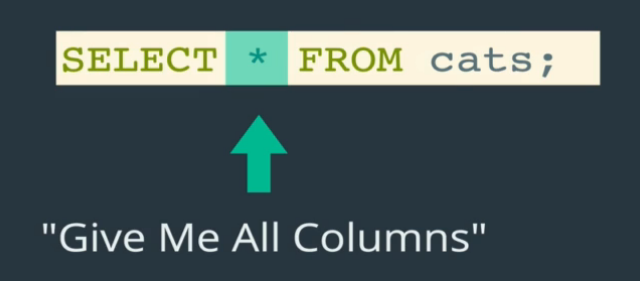 SELECT * FROM cats;
"Give Me All Columns"